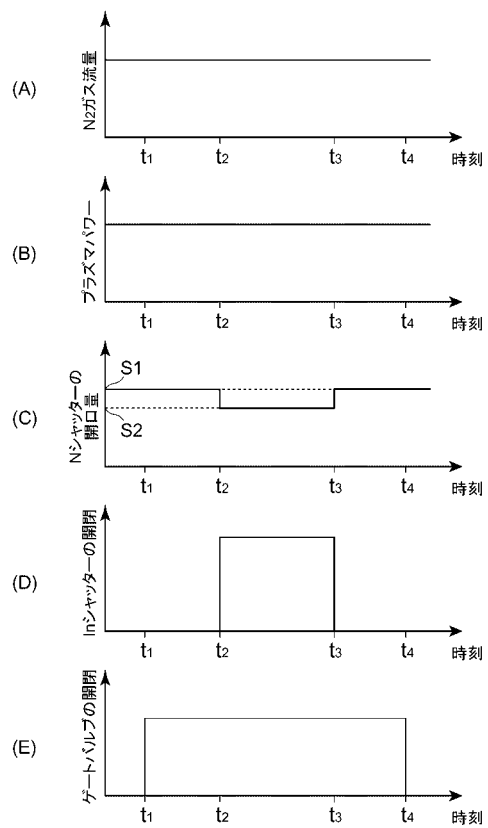 (A)
N2ガス流量
t1 t2 t3 t4 時刻
(B)
プラズマパワー
t1 t2 t3 t4 時刻
(C)
Nシャッターの
開口量
S1
S2
t1 t2 t3 t4 時刻
(D)
Inシャッターの開閉
t1 t2 t3 t4 時刻
(E)
ゲートバルブの開閉
t1 t2 t3 t4 時刻